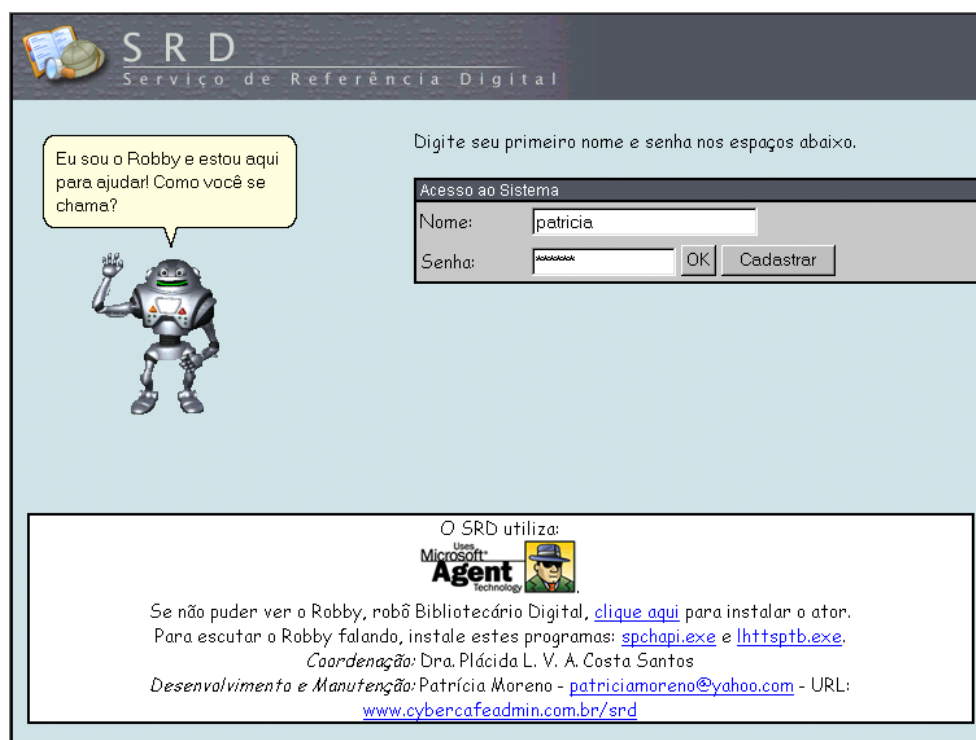 SRD
Serviço de Referência Digital
Eu sou o Robby e estou aqui
para ajudar! Como você se
chama?
Digite seu primeiro nome e senha nos espaços abaixo.
Acesso ao Sistema
Nome: patricia
Senha: ******* OK Cadastrar
O SRD utiliza:
Uses
Microsoft
Agent
Technology
Se não puder ver o Robby, robô Bibliotecário Digital, clique aqui para instalar o ator.
Para escutar o Robby falando, instale estes programas: spchapi.exe e lhttsptb.exe.
Coordenação: Dra. Plácida L. V. A. Costa Santos
Desenvolvimento e Manutenção: Patrícia Moreno - patriciamoreno@yahoo.com - URL:
www.cybercafeadmin.com.br/srd